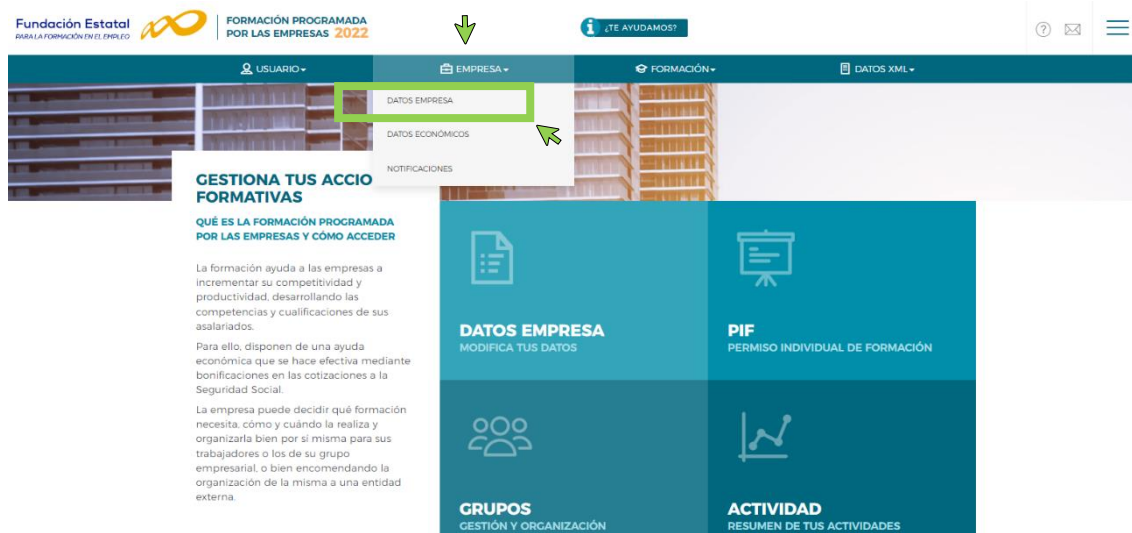 Fundación Estatal
PARA LA FORMACIÓN EN EL EMPLEO
FORMACIÓN PROGRAMADA
POR LAS EMPRESAS 2022
i ¿TE AYUDAMOS?
?
USUARIO
EMPRESA
FORMACIÓN
DATOS XML
DATOS EMPRESA
DATOS ECONÓMICOS
NOTIFICACIONES
GESTIONA TUS ACCIO
FORMATIVAS
QUÉ ES LA FORMACIÓN PROGRAMADA
POR LAS EMPRESAS Y CÓMO ACCEDER
La formación ayuda a las empresas a
incrementar su competitividad y
productividad, desarrollando las
competencias y cualificaciones de sus
asalariados.
Para ello, disponen de una ayuda
económica que se hace efectiva mediante
bonificaciones en las cotizaciones a la
Seguridad Social.
La empresa puede decidir qué formación
necesita, cómo y cuándo la realiza y
organizarla bien por sí misma para sus
trabajadores o los de su grupo
empresarial, o bien encomendando la
organización de la misma a una entidad
externa.
DATOS EMPRESA
MODIFICA TUS DATOS
PIF
PERMISO INDIVIDUAL DE FORMACIÓN
GRUPOS
GESTIÓN Y ORGANIZACIÓN
ACTIVIDAD
RESUMEN DE TUS ACTIVIDADES